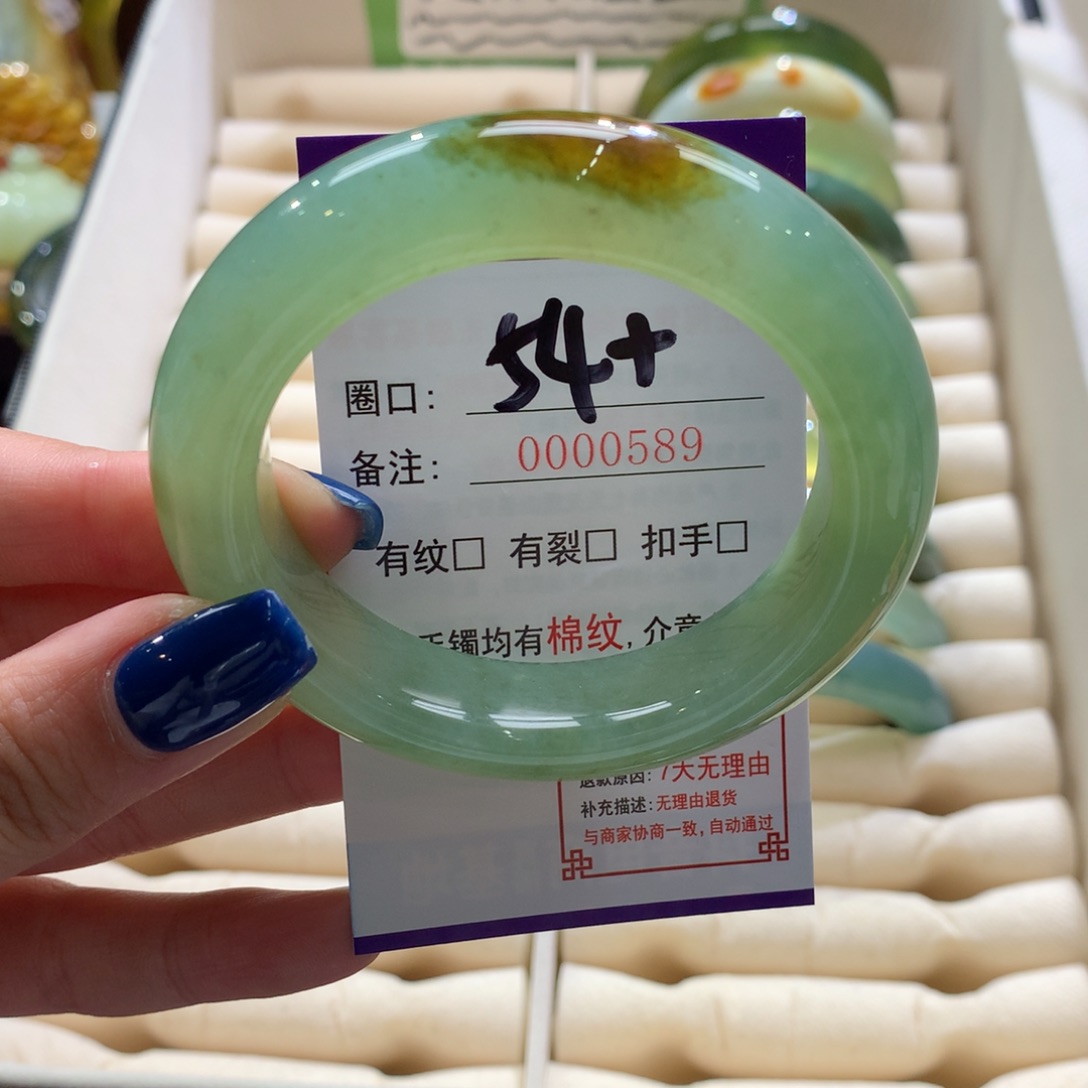 圈口: 54+
备注: 0000589
有纹□ 有裂□ 扣手□
镯均有棉纹,介意
退款原因: 7天无理由
补充描述:无理由退货
与商家协商一致,自动通过